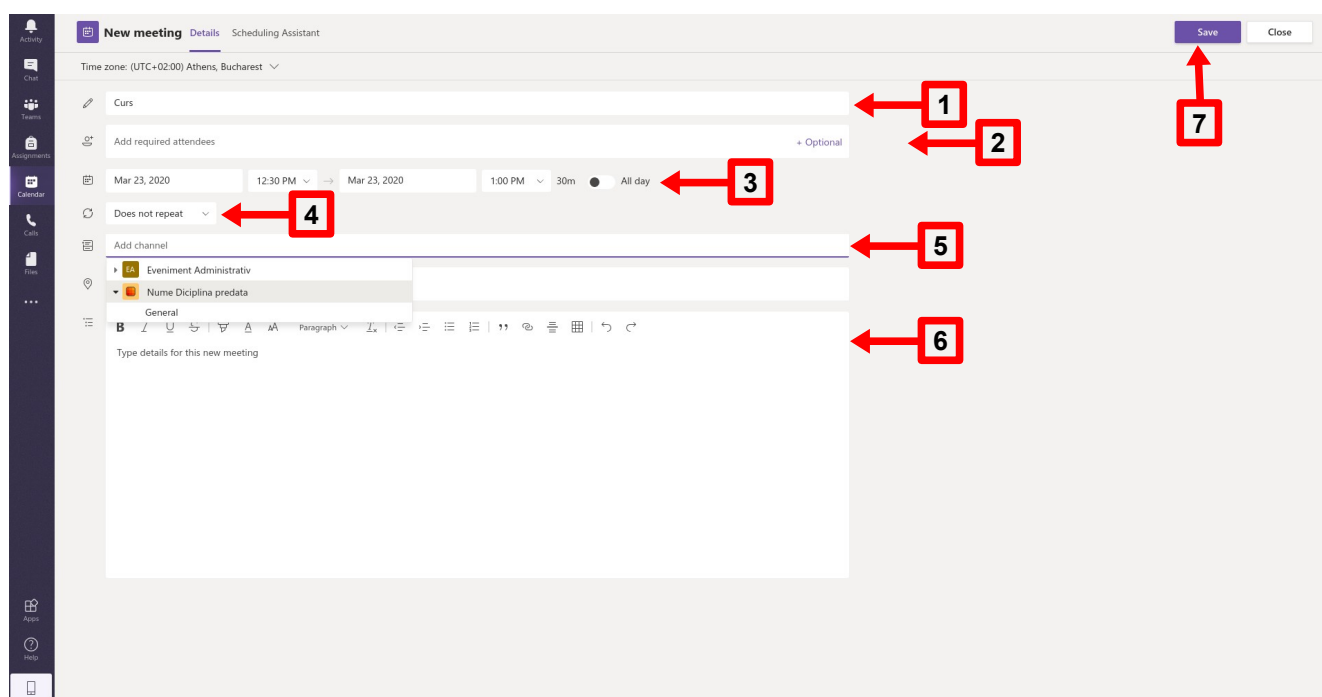 Activity
Chat
Teams
Assignments
Calendar
Calls
Files
Apps
Help
New meeting Details Scheduling Assistant
Save Close
Time zone: (UTC+02:00) Athens, Bucharest
Curs
1
7
Add required attendees + Optional
2
Mar 23, 2020 12:30 PM → Mar 23, 2020 1:00 PM 30m All day
3
Does not repeat
4
Add channel
5
EA Eveniment Administrativ
Nume Diciplina predata
General
B I U S A AA Paragraph Ix
6
Type details for this new meeting